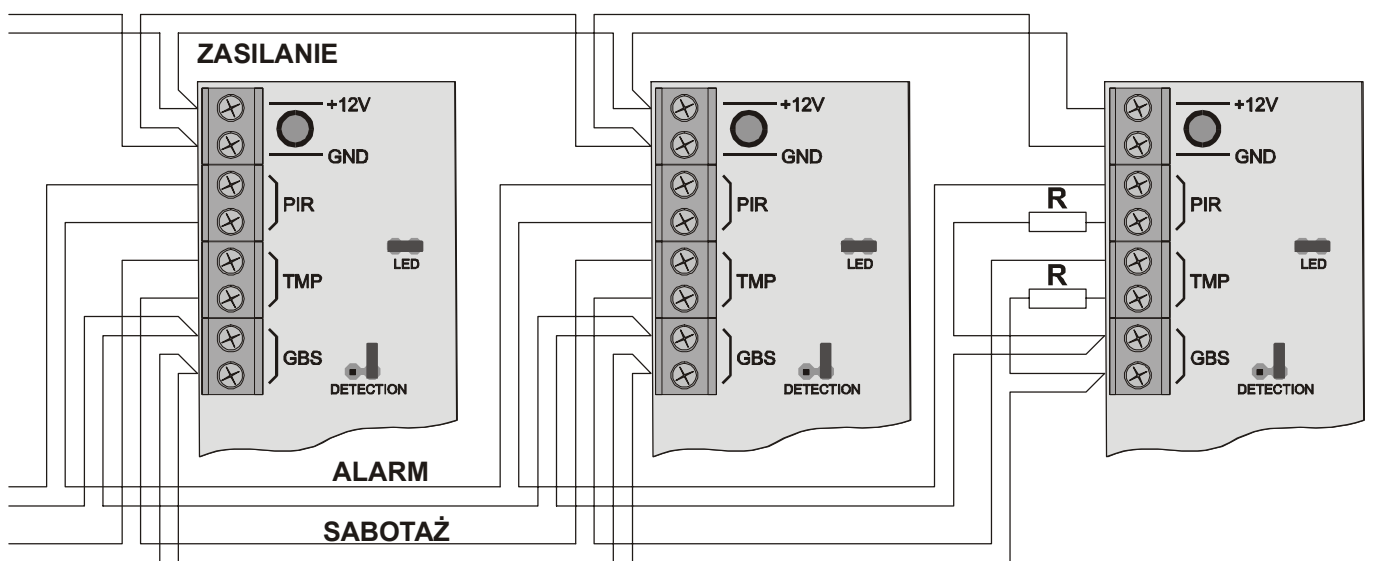 ZASILANIE
+12V
GND
PIR
TMP
GBS
LED
DETECTION
+12V
GND
PIR
TMP
GBS
LED
DETECTION
R
R
+12V
GND
PIR
TMP
GBS
LED
DETECTION
ALARM
SABOTAŻ